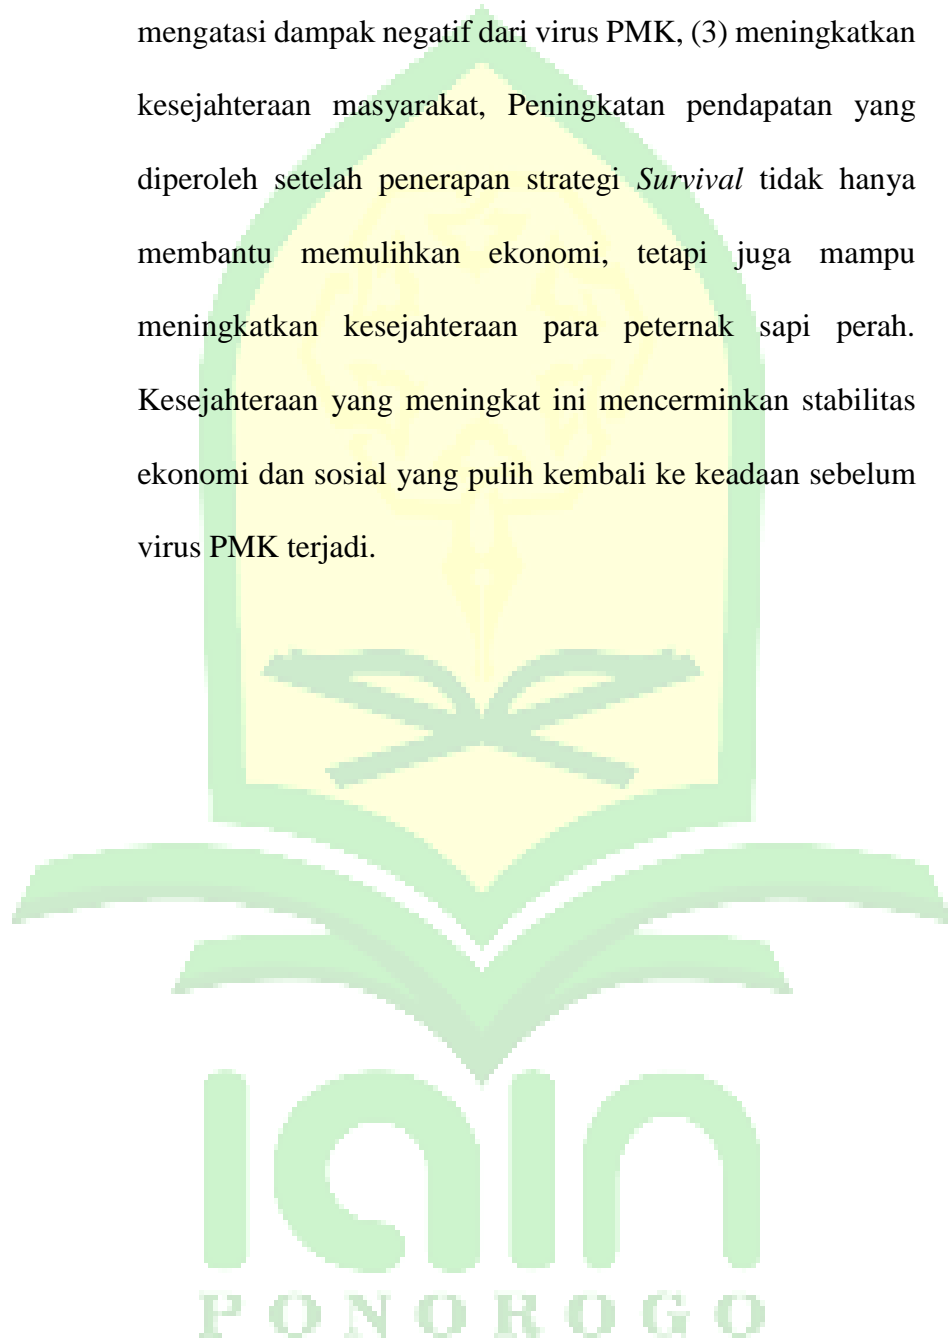 mengatasi dampak negatif dari virus PMK, (3) meningkatkan
kesejahteraan masyarakat, Peningkatan pendapatan yang
diperoleh setelah penerapan strategi Survival tidak hanya
membantu memulihkan ekonomi, tetapi juga mampu
meningkatkan kesejahteraan para peternak sapi perah.
Kesejahteraan yang meningkat ini mencerminkan stabilitas
ekonomi dan sosial yang pulih kembali ke keadaan sebelum
virus PMK terjadi.
iain
PONOROGO